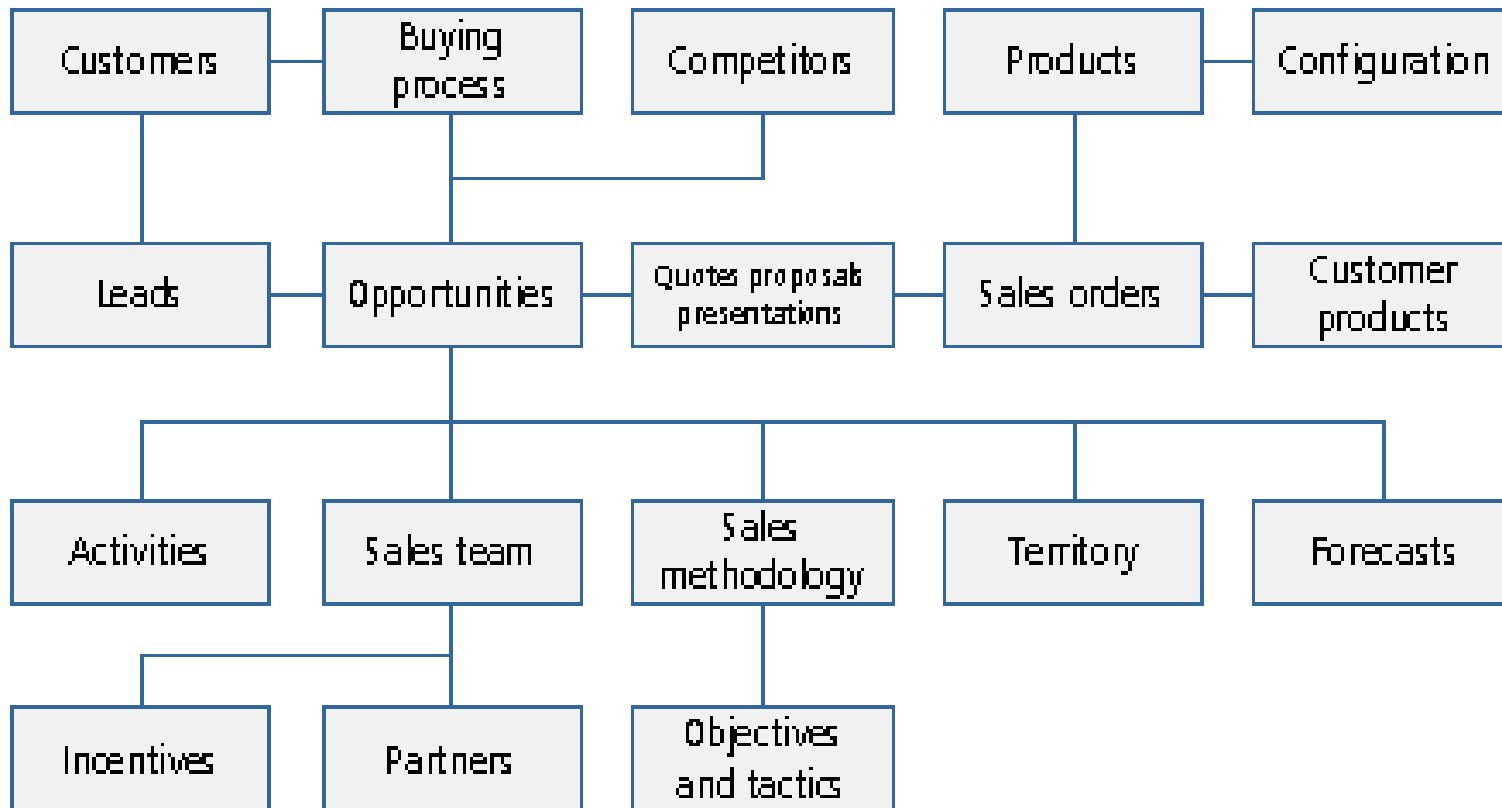 Customers
Buying
process
Competitors
Products
Configuration
Leads
Opportunities
Quotes proposals
presentations
Sales orders
Customer
products
Activities
Sales team
Sales
methodology
Territory
Forecasts
Incentives
Partners
Objectives
and tactics